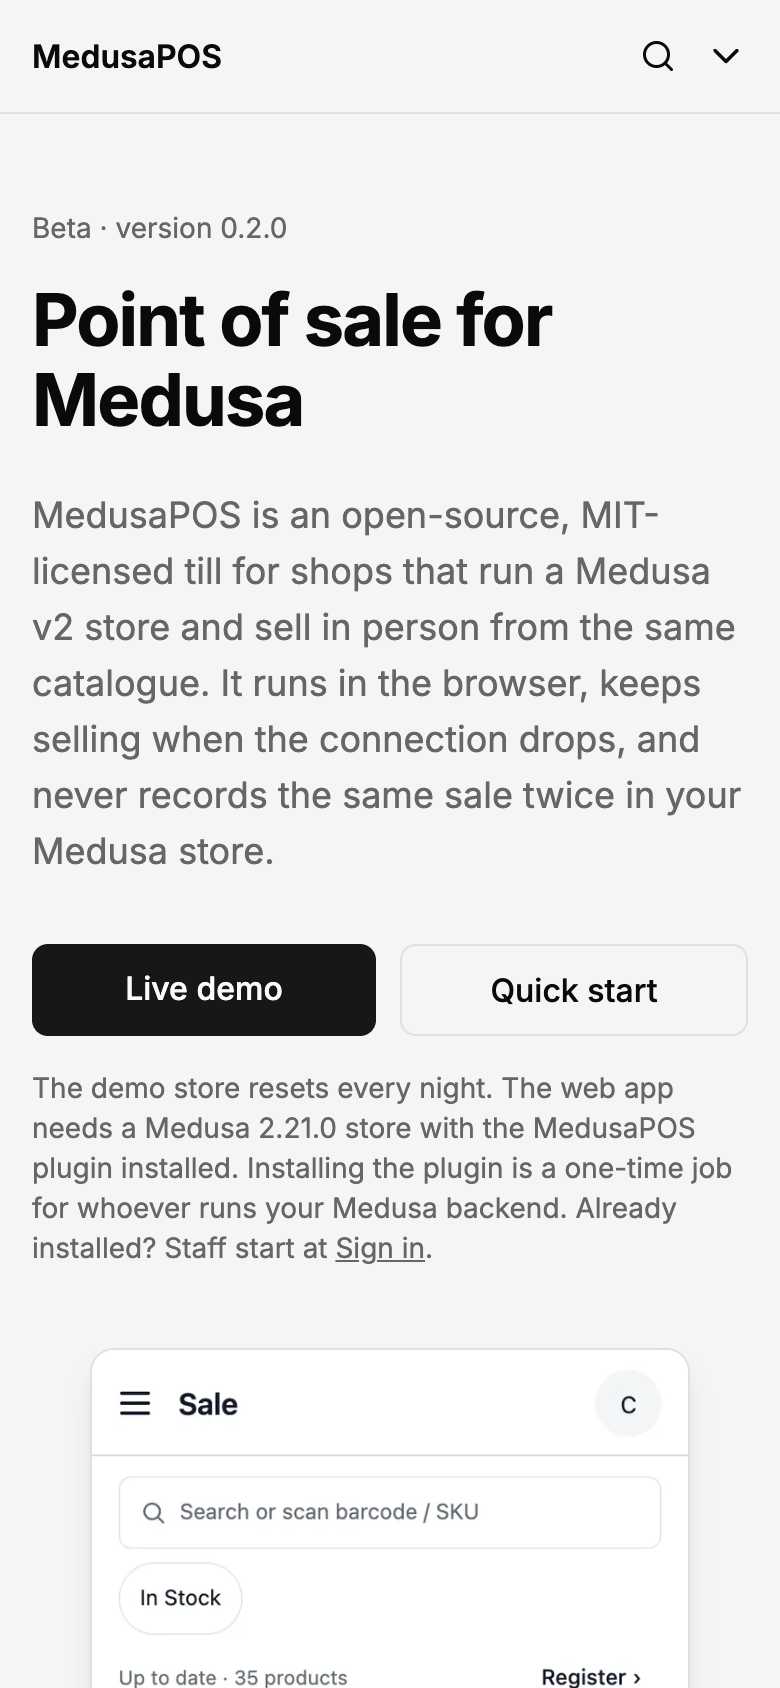 MedusaPOS
Beta · version 0.2.0
Point of sale for
Medusa
MedusaPOS is an open-source, MIT-
licensed till for shops that run a Medusa
v2 store and sell in person from the same
catalogue. It runs in the browser, keeps
selling when the connection drops, and
never records the same sale twice in your
Medusa store.
Live demo
Quick start
The demo store resets every night. The web app
needs a Medusa 2.21.0 store with the MedusaPOS
plugin installed. Installing the plugin is a one-time job
for whoever runs your Medusa backend. Already
installed? Staff start at Sign in.
Sale
C
Search or scan barcode / SKU
In Stock
Up to date · 35 products
Register ›